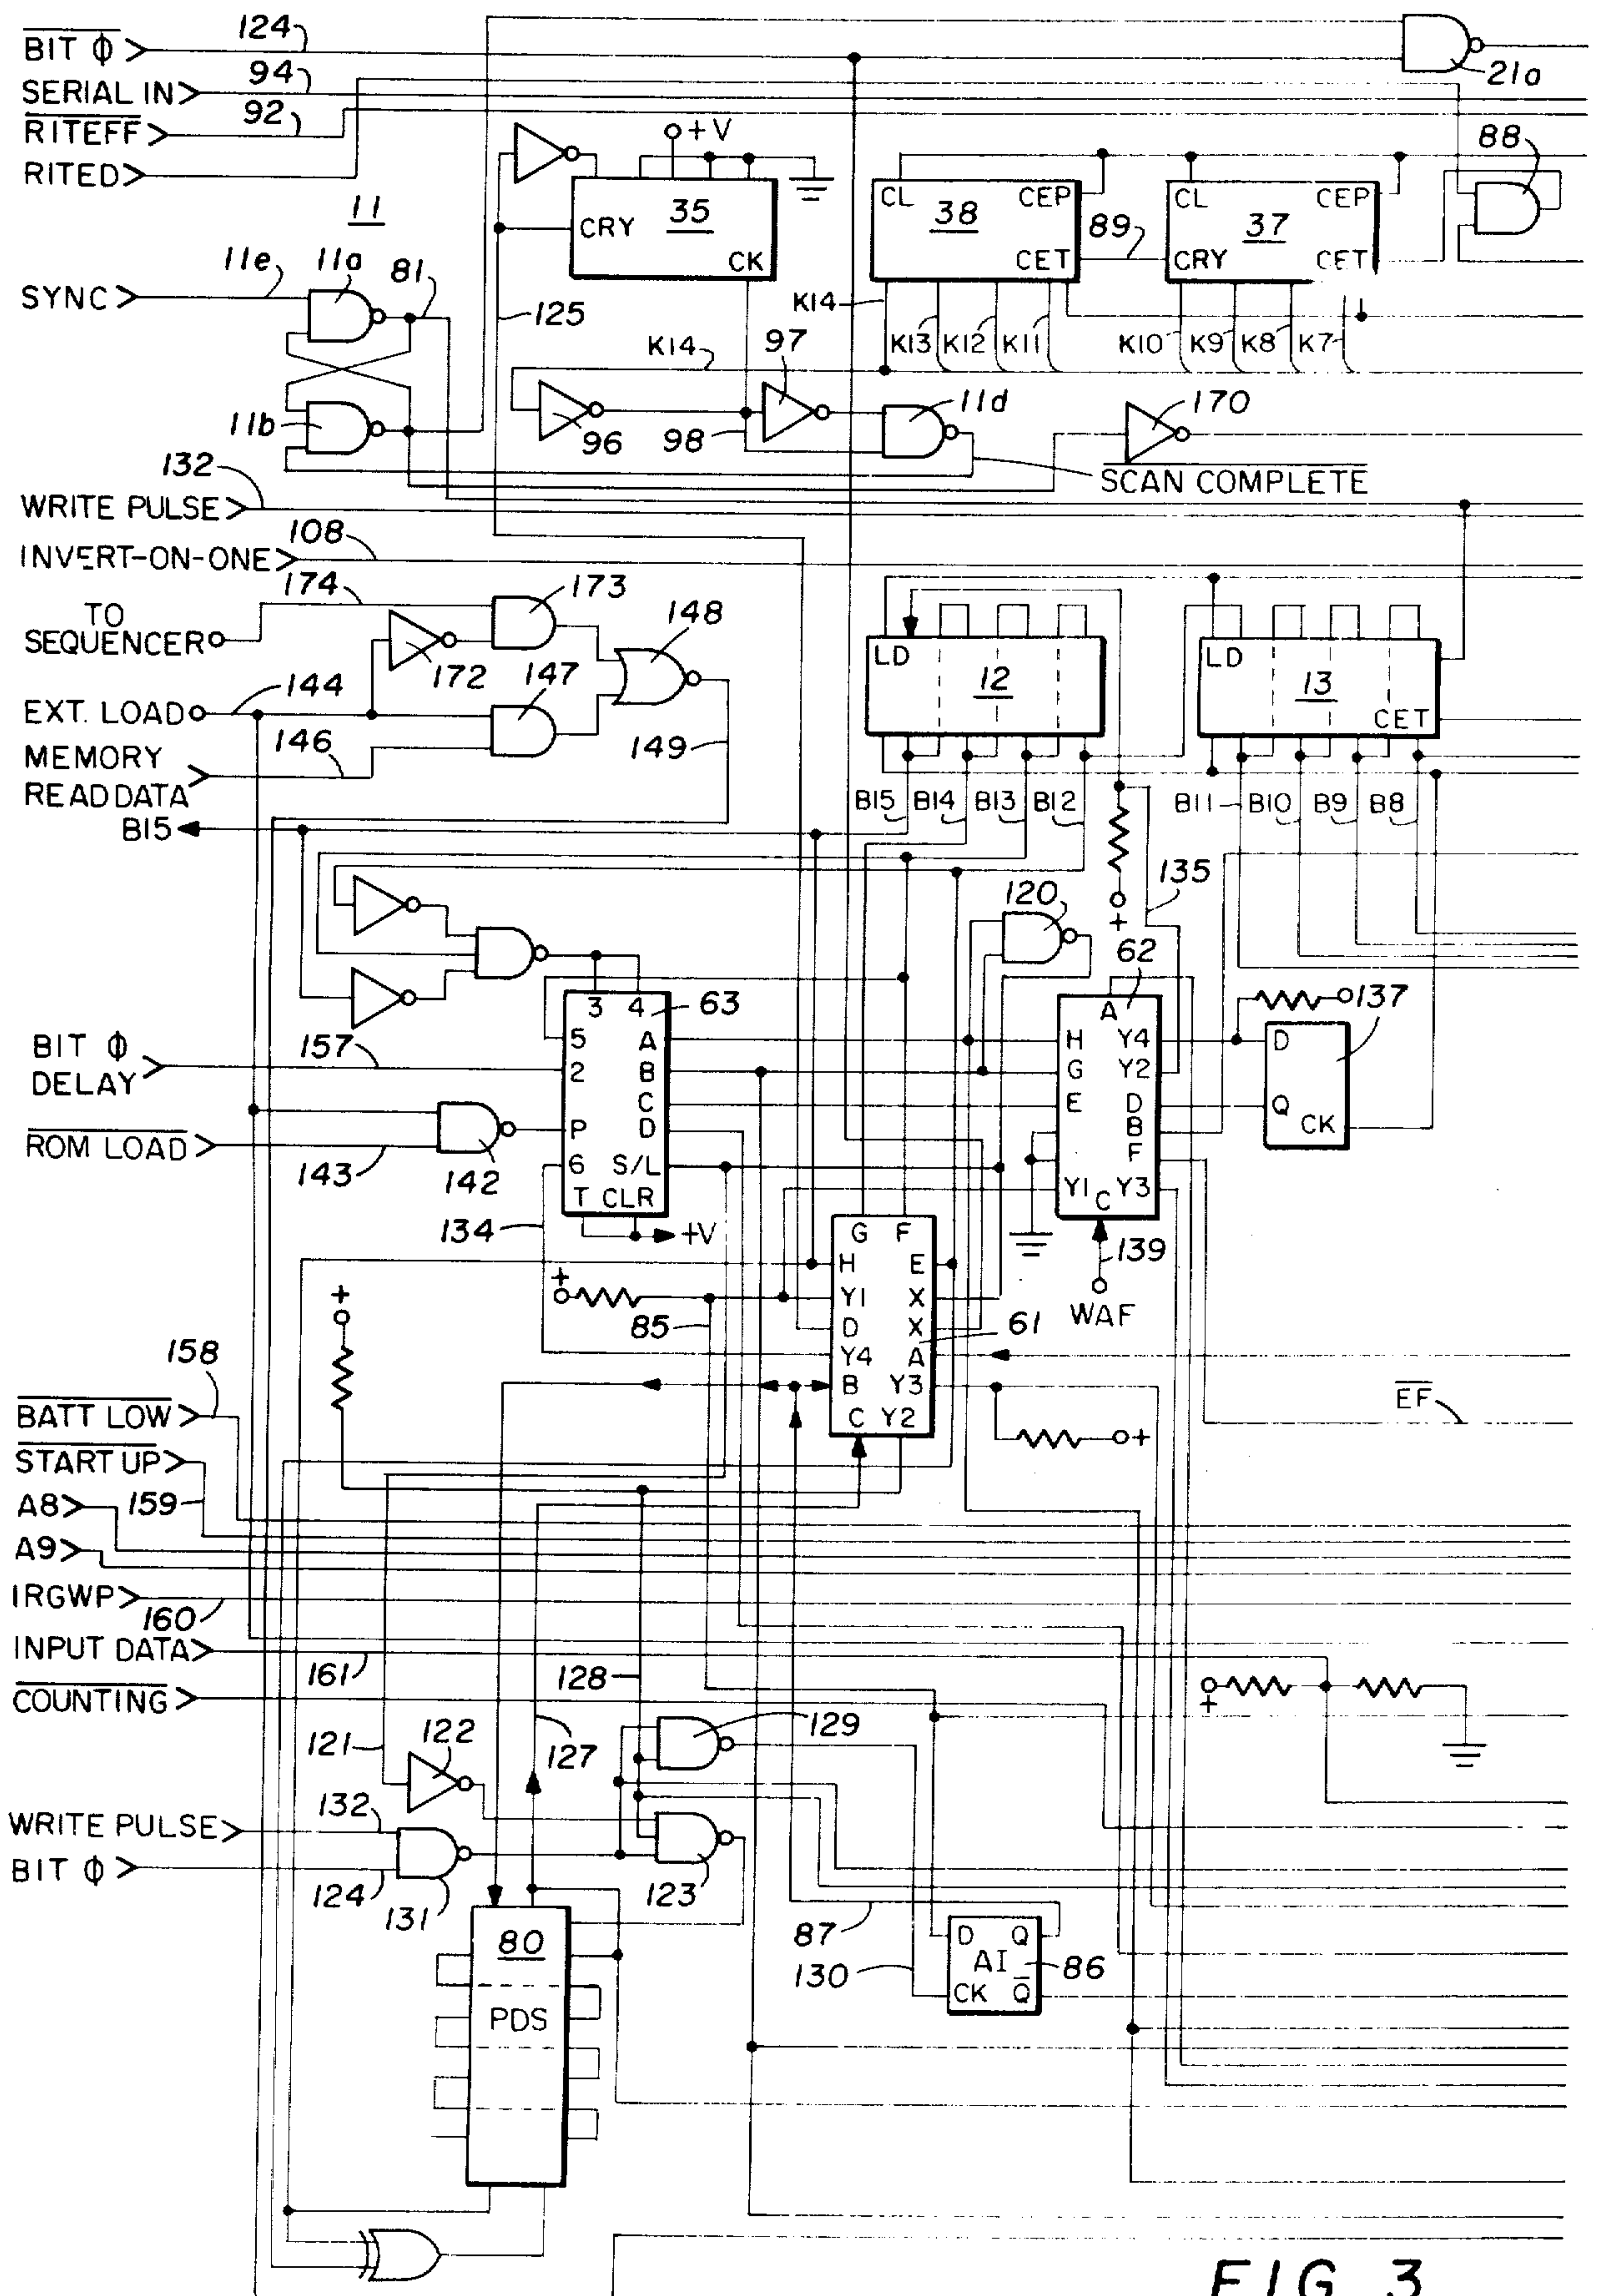 124
BIT Φ
94
SERIAL IN
21a
RITEFF
92
RITED
+V
88
11
CRY 35 CK
CL 38 CEP CET
89
CL 37 CEP CRY CET
11e 11a 81
SYNC
125
K14
K13 K12 K11
K10 K9 K8 K7
K14
97
11b
96
98
11d
170
SCAN COMPLETE
132
WRITE PULSE
108
INVERT-ON-ONE
174
173
TO
SEQUENCER
148
172
147
LD 12
LD 13 CET
EXT. LOAD
144
146
149
MEMORY
READ DATA
B15
B15 B14 B13 B12
B11 B10 B9 B8
135
120
+
62
63
3 4
5 A
2 B
C
P D
6 S/L
T CLR
+V
A
H Y4
G Y2
E D
B
F
Y1 C Y3
137
D
Q
CK
BIT Φ
DELAY
157
ROM LOAD
143
142
134
139
WAF
G F
H E
Y1 X
D X
Y4 A
B Y3
C Y2
61
+
+
85
+
158
BATT LOW
EF
START UP
159
A8
A9
IRGWP
160
INPUT DATA
161
128
+
COUNTING
121
122
127
129
132
WRITE PULSE
BIT Φ
124
131
123
87
80
PDS
130
D Q
AI
CK Q
86
FIG 3